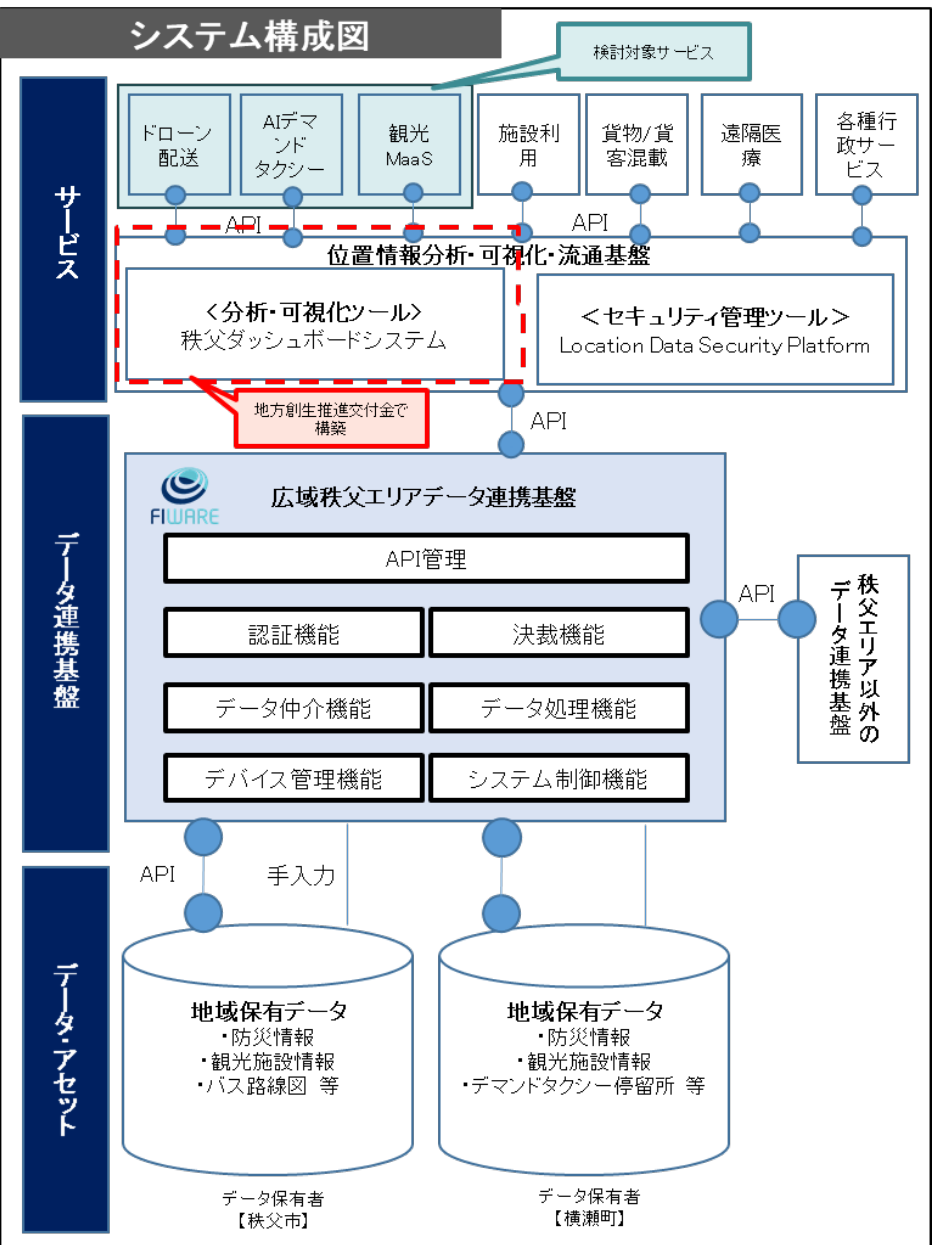 システム構成図
検討対象サービス
サービス
ドローン
配送
AIデマ
ンド
タクシー
観光
MaaS
施設利
用
貨物/貨
客混載
遠隔医
療
各種行
政サー
ビス
API
API
位置情報分析・可視化・流通基盤
<分析・可視化ツール>
秩父ダッシュボードシステム
<セキュリティ管理ツール>
Location Data Security Platform
地方創生推進交付金で
構築
API
データ連携基盤
FIWARE
広域秩父エリアデータ連携基盤
API管理
認証機能
決裁機能
データ仲介機能
データ処理機能
デバイス管理機能
システム制御機能
API
秩父エリア以外の
データ連携基盤
API
手入力
データ・アセット
地域保有データ
・防災情報
・観光施設情報
・バス路線図 等
地域保有データ
・防災情報
・観光施設情報
・デマンドタクシー停留所 等
データ保有者
【秩父市】
データ保有者
【横瀬町】